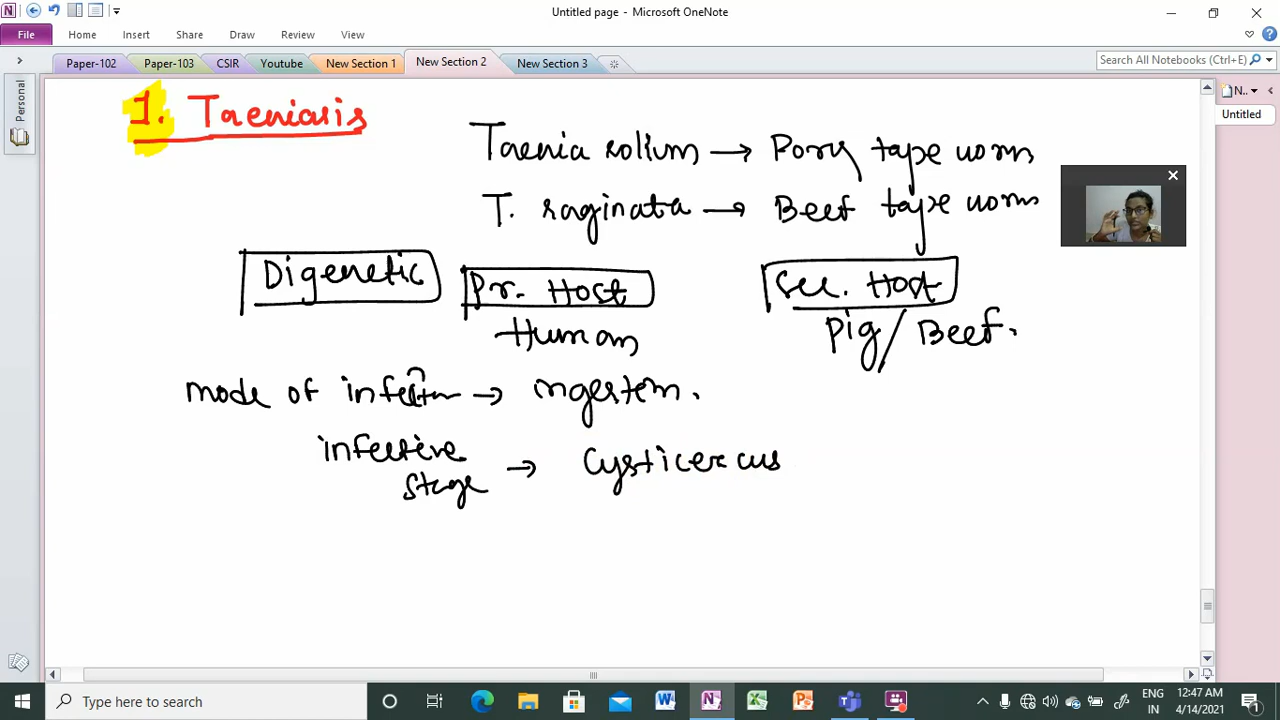 Untitled page - Microsoft OneNote
File Home Insert Share Draw Review View
Paper-102 Paper-103 CSIR Youtube New Section 1 New Section 2 New Section 3
Search All Notebooks (Ctrl+E)
Personal
N..
Untitled
1. Taeniasis
Taenia solium → Pork tape worm
T. saginata → Beef tape worm
Digenetic Pr. Host Sec. Host
Human Pig/Beef.
mode of infection → ingestion.
infective
stage → Cysticercus
Type here to search
ENG
IN
12:47 AM
4/14/2021